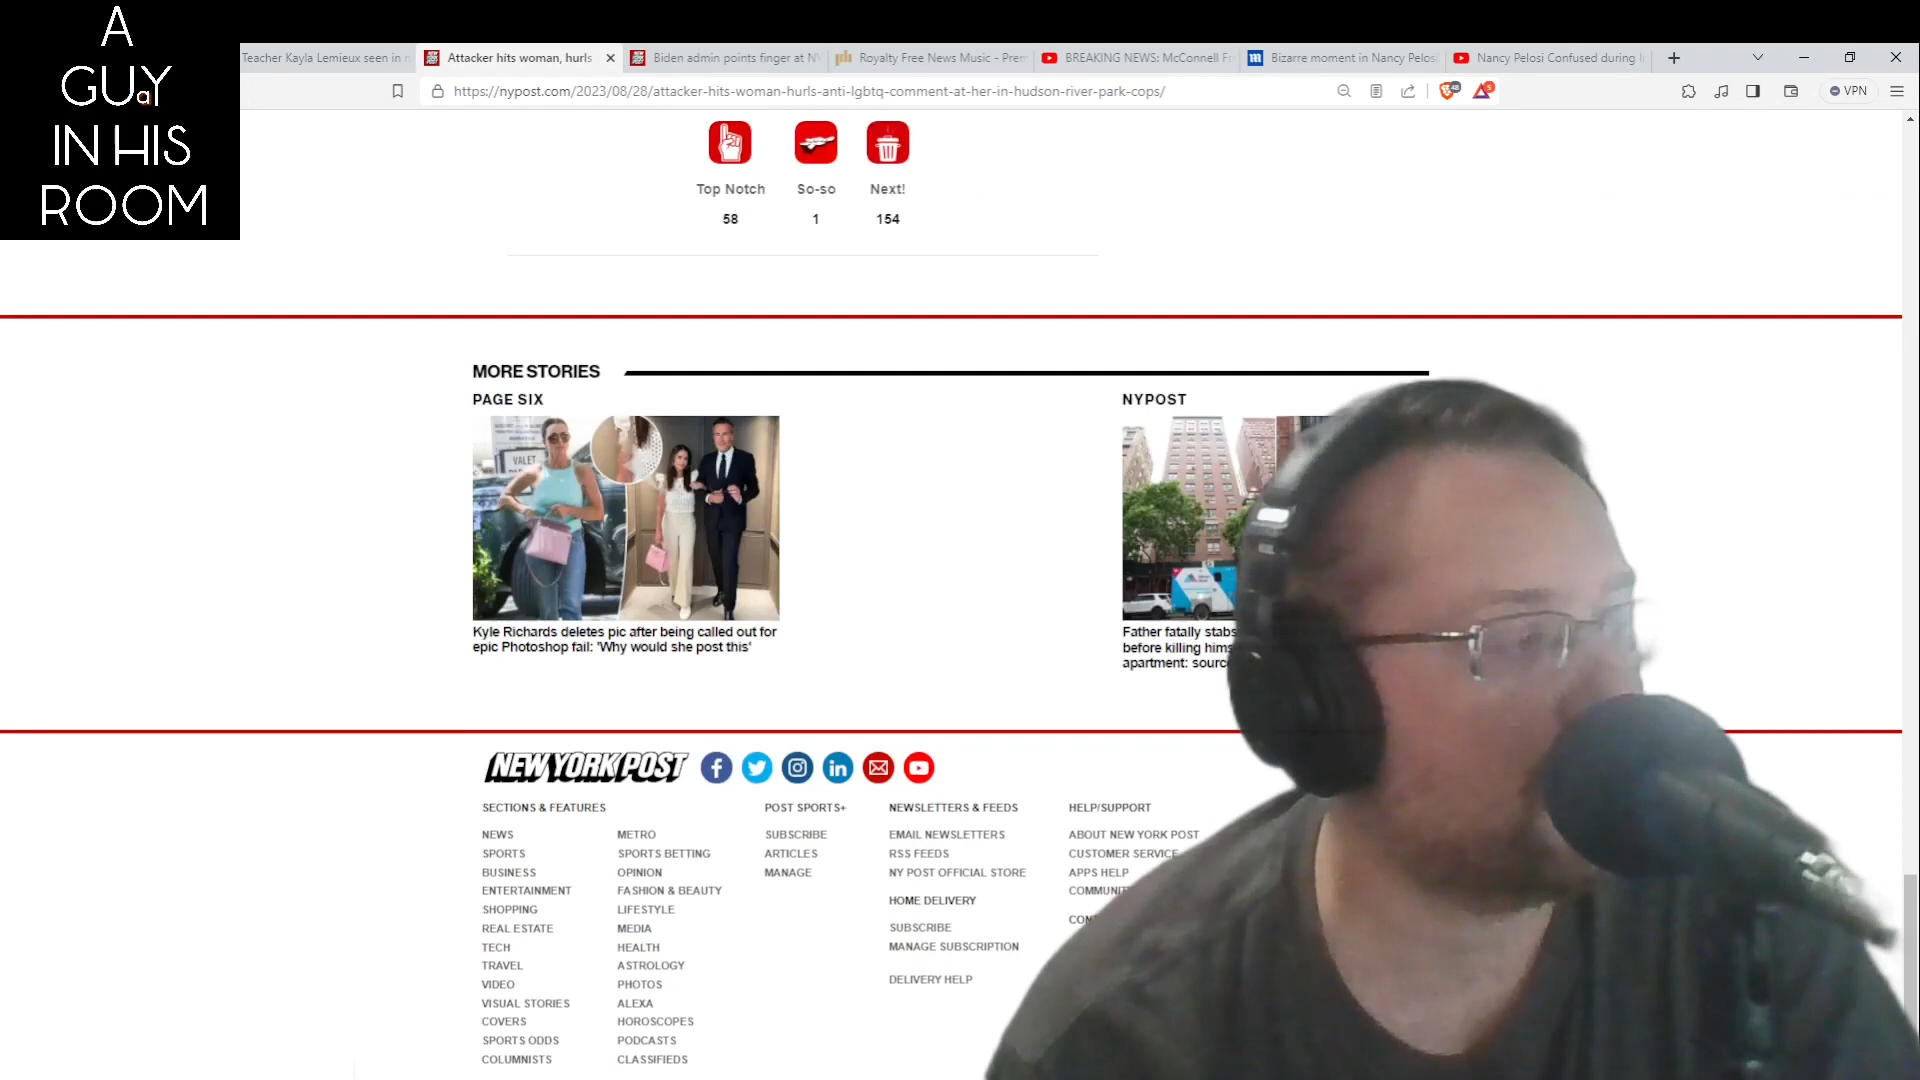 A
GUaY
IN HIS
ROOM
Teacher Kayla Lemieux seen in
Attacker hits woman, hurls
Biden admin points finger at NY
Royalty Free News Music - Prem
BREAKING NEWS: McConnell Fr
Bizarre moment in Nancy Pelosi
Nancy Pelosi Confused during
https://nypost.com/2023/08/28/attacker-hits-woman-hurls-anti-lgbtq-comment-at-her-in-hudson-river-park-cops/
VPN
Top Notch
58
So-so
1
Next!
154
MORE STORIES
PAGE SIX
VALET
Kyle Richards deletes pic after being called out for
epic Photoshop fail: 'Why would she post this'
NYPOST
Father fatally stabs
before killing hims
apartment: sourc
NEW YORK POST
SECTIONS & FEATURES
NEWS
SPORTS
BUSINESS
ENTERTAINMENT
SHOPPING
REAL ESTATE
TECH
TRAVEL
VIDEO
VISUAL STORIES
COVERS
SPORTS ODDS
COLUMNISTS
METRO
SPORTS BETTING
OPINION
FASHION & BEAUTY
LIFESTYLE
MEDIA
HEALTH
ASTROLOGY
PHOTOS
ALEXA
HOROSCOPES
PODCASTS
CLASSIFIEDS
POST SPORTS+
SUBSCRIBE
ARTICLES
MANAGE
NEWSLETTERS & FEEDS
EMAIL NEWSLETTERS
RSS FEEDS
NY POST OFFICIAL STORE
HOME DELIVERY
SUBSCRIBE
MANAGE SUBSCRIPTION
DELIVERY HELP
HELP/SUPPORT
ABOUT NEW YORK POST
CUSTOMER SERVICE
APPS HELP
COMMUNI
CON